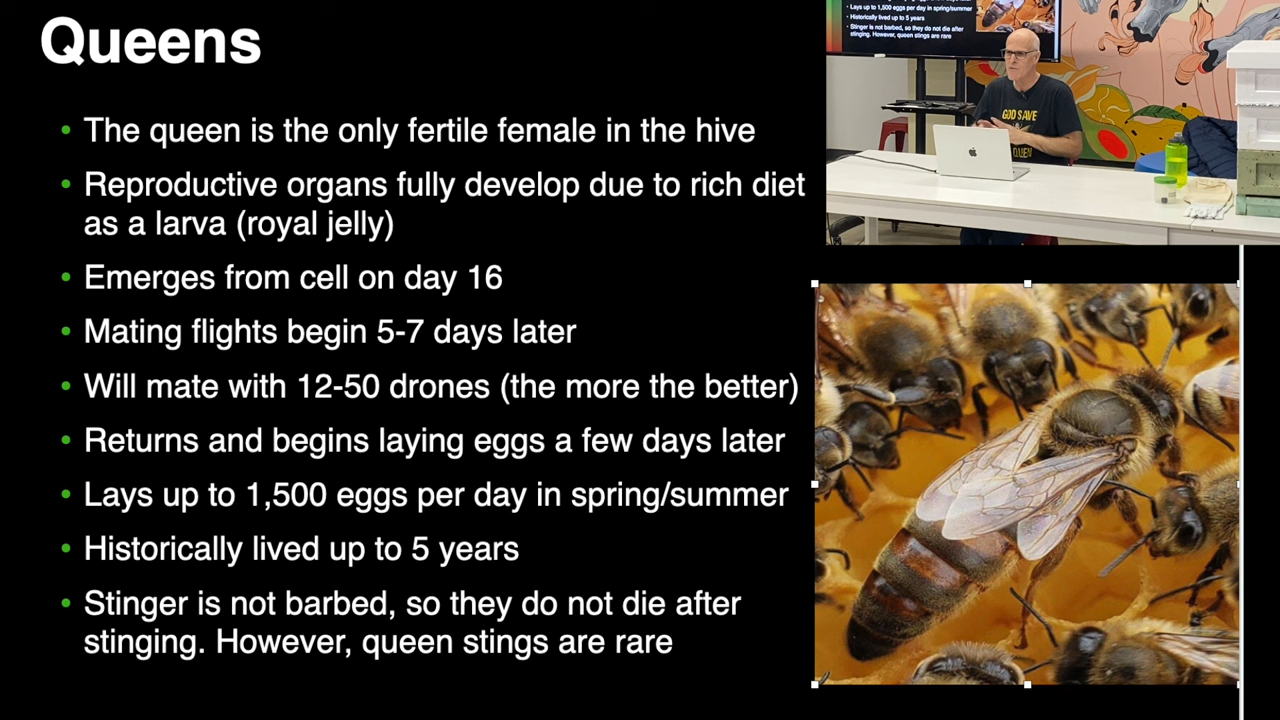 Queens
• The queen is the only fertile female in the hive
• Reproductive organs fully develop due to rich diet
as a larva (royal jelly)
• Emerges from cell on day 16
• Mating flights begin 5-7 days later
• Will mate with 12-50 drones (the more the better)
• Returns and begins laying eggs a few days later
• Lays up to 1,500 eggs per day in spring/summer
• Historically lived up to 5 years
• Stinger is not barbed, so they do not die after
stinging. However, queen stings are rare
• Lays up to 1,500 eggs per day in spring/summer
• Historically lived up to 5 years
• Stinger is not barbed, so they do not die after
stinging. However, queen stings are rare
GOD SAVE
QUEEN